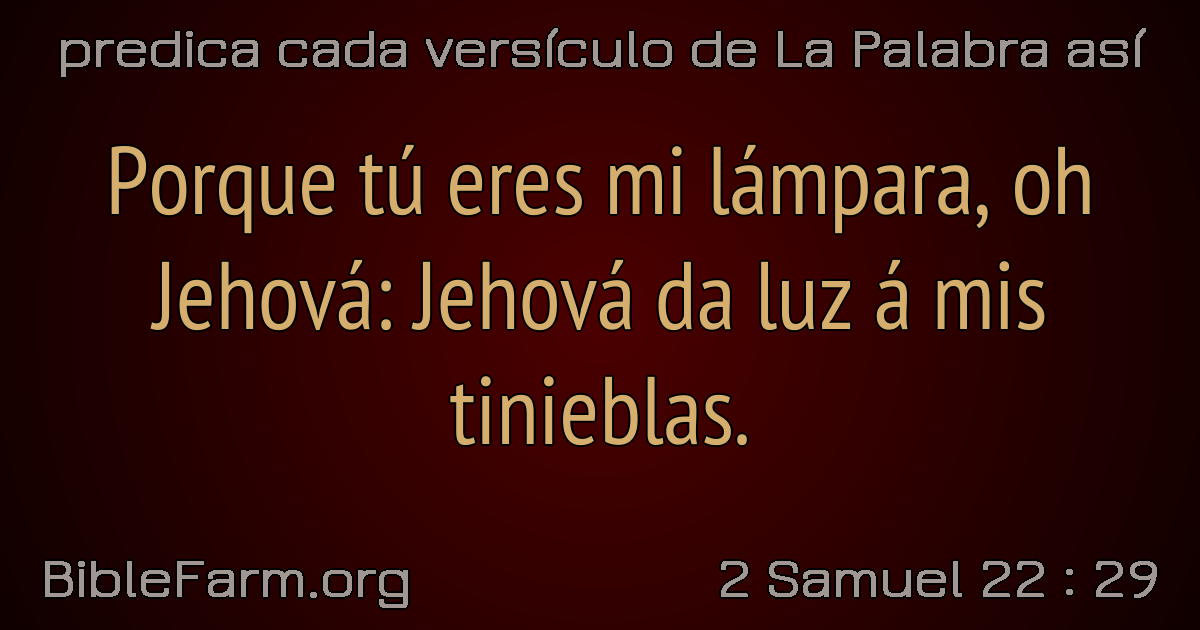 predica cada versículo de La Palabra así
Porque tú eres mi lámpara, oh
Jehová: Jehová da luz á mis
tinieblas.
BibleFarm.org
2 Samuel 22 : 29